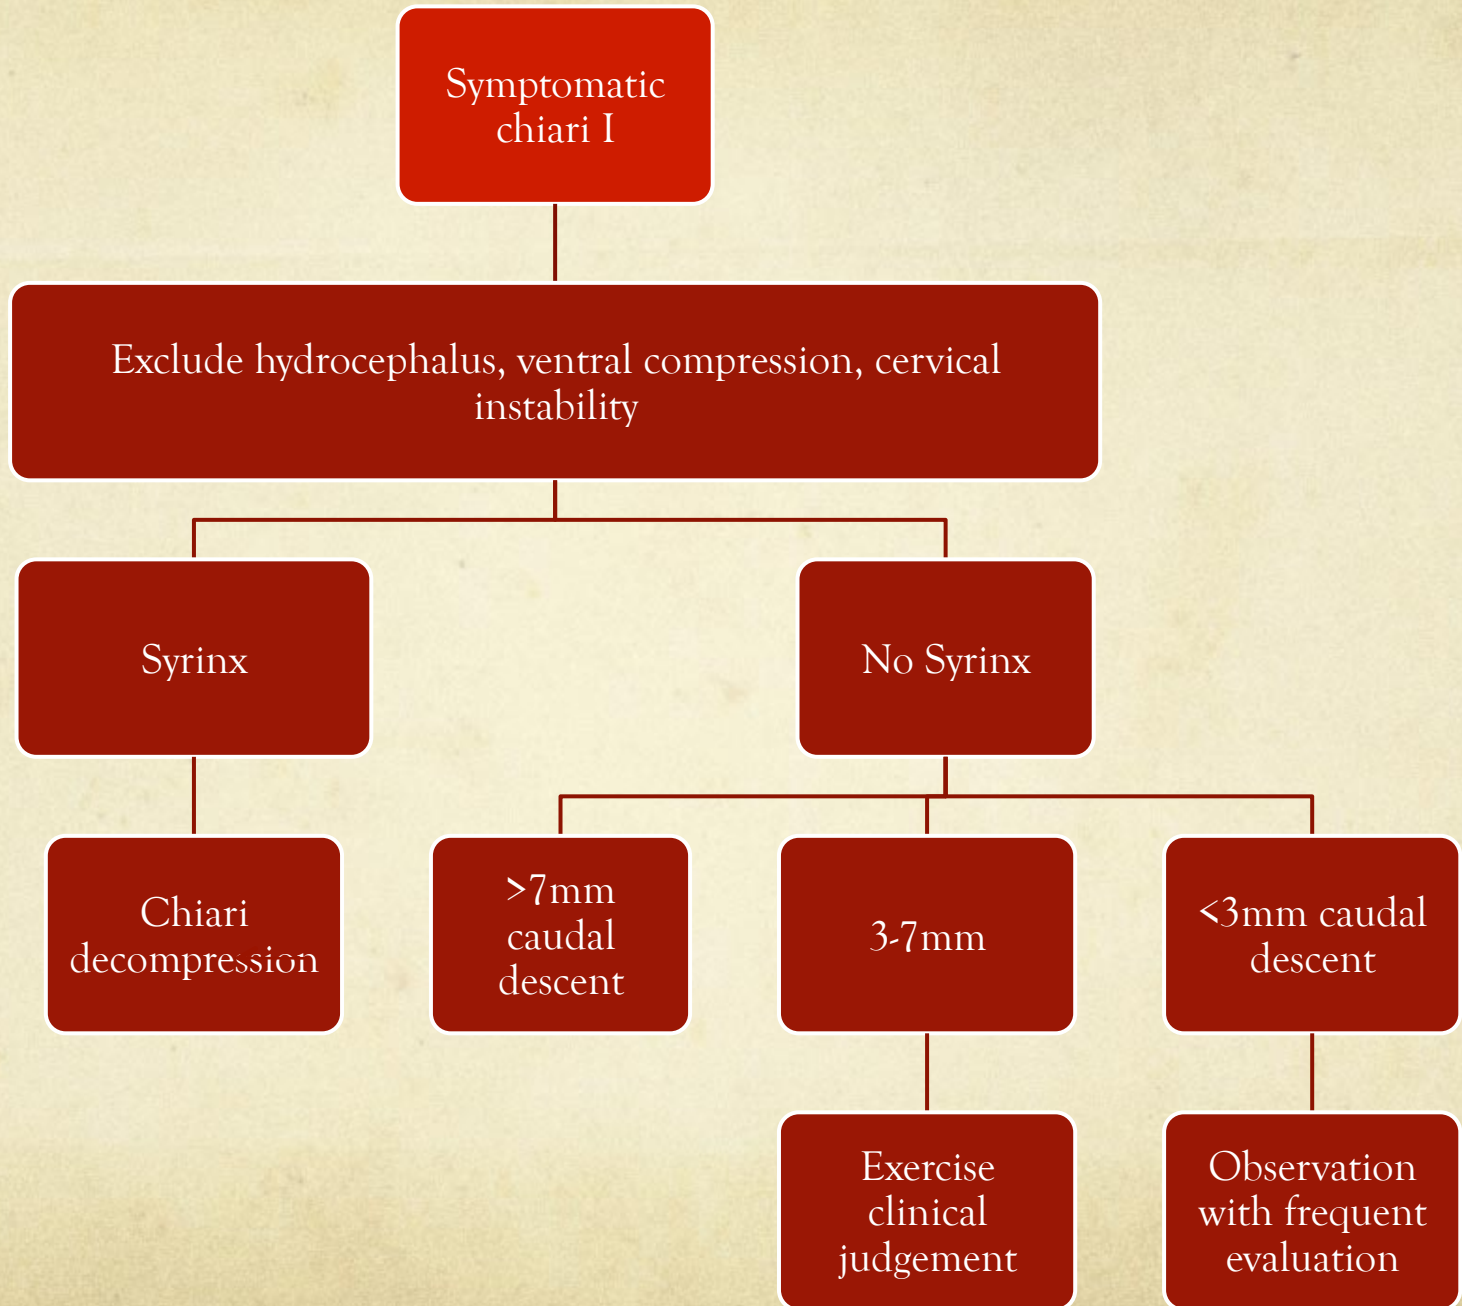 Symptomatic
chiari I
Exclude hydrocephalus, ventral compression, cervical
instability
Syrinx
No Syrinx
Chiari
decompression
>7mm
caudal
descent
3-7mm
<3mm caudal
descent
Exercise
clinical
judgement
Observation
with frequent
evaluation